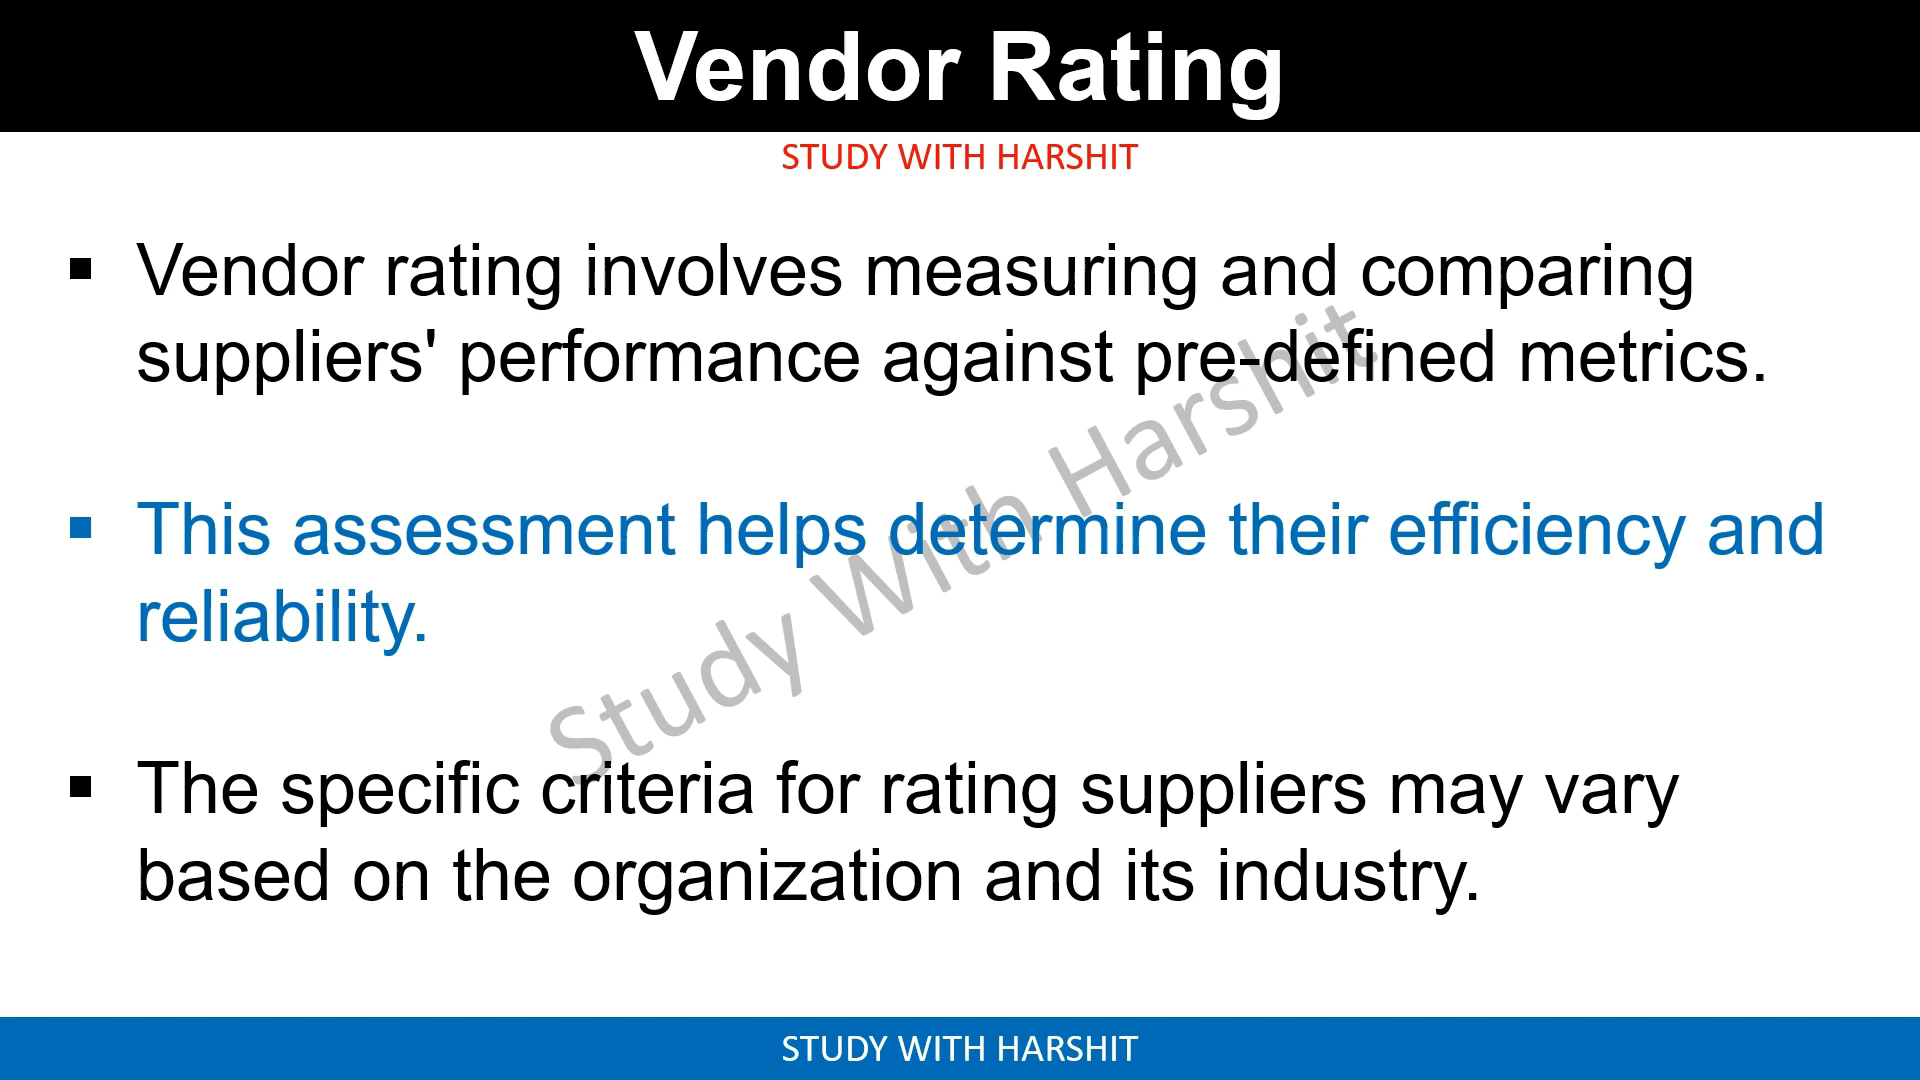 Vendor Rating
STUDY WITH HARSHIT
▪ Vendor rating involves measuring and comparing
suppliers' performance against pre-defined metrics.
▪ This assessment helps determine their efficiency and
reliability.
▪ The specific criteria for rating suppliers may vary
based on the organization and its industry.
Study With Harshit
STUDY WITH HARSHIT